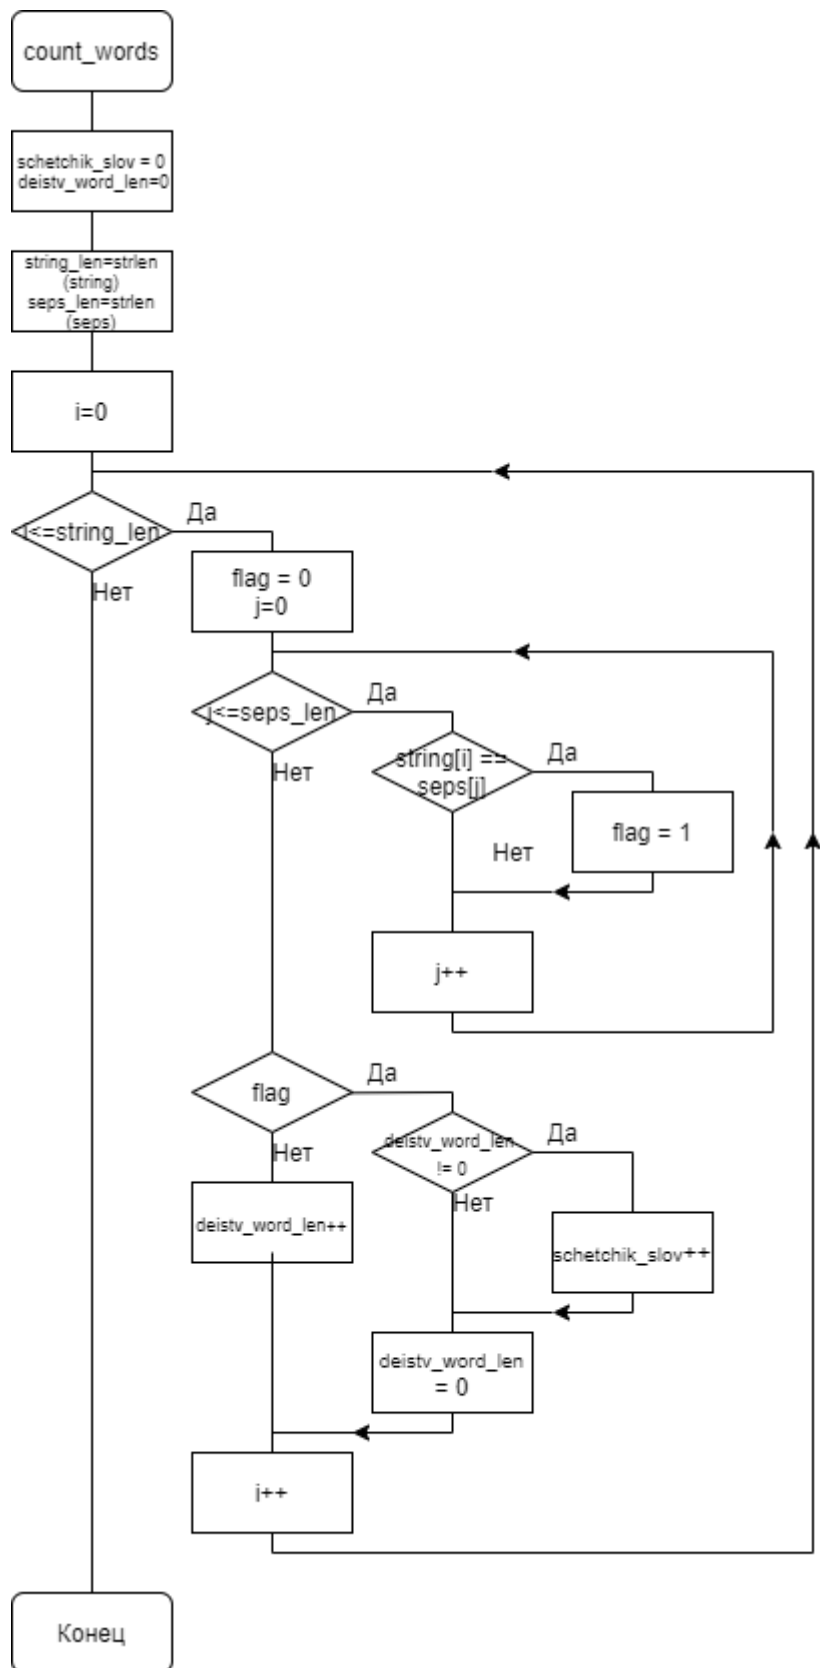 count_words
schetchik_slov = 0
deistv_word_len=0
string_len=strlen
(string)
seps_len=strlen
(seps)
i=0
i<=string_len
Да
Нет
flag = 0
j=0
j<=seps_len
Да
Нет
string[i] ==
seps[j]
Да
Нет
flag = 1
j++
flag
Да
Нет
deistv_word_len
!= 0
Да
Нет
deistv_word_len++
schetchik_slov++
deistv_word_len
= 0
i++
Конец